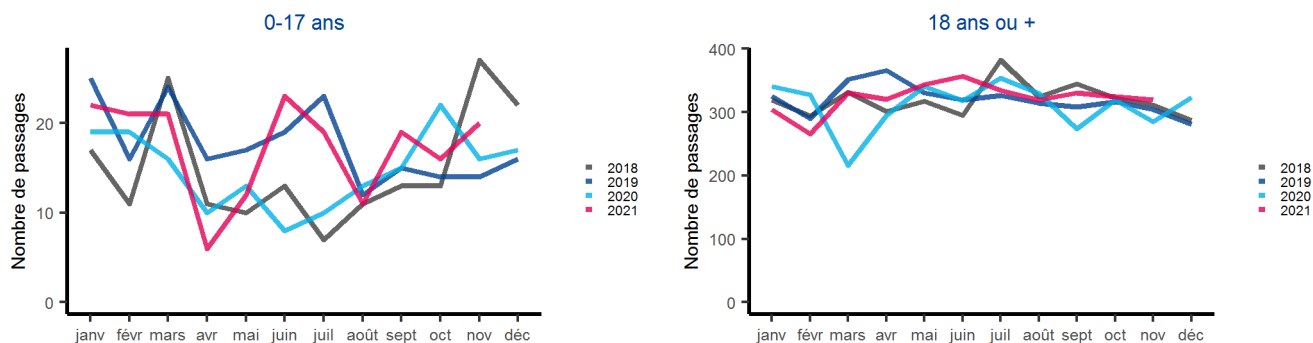 0-17 ans
Nombre de passages
20
10
0
janv févr mars avr mai juin juil août sept oct nov déc
2018
2019
2020
2021
18 ans ou +
Nombre de passages
400
300
200
100
0
janv févr mars avr mai juin juil août sept oct nov déc
2018
2019
2020
2021